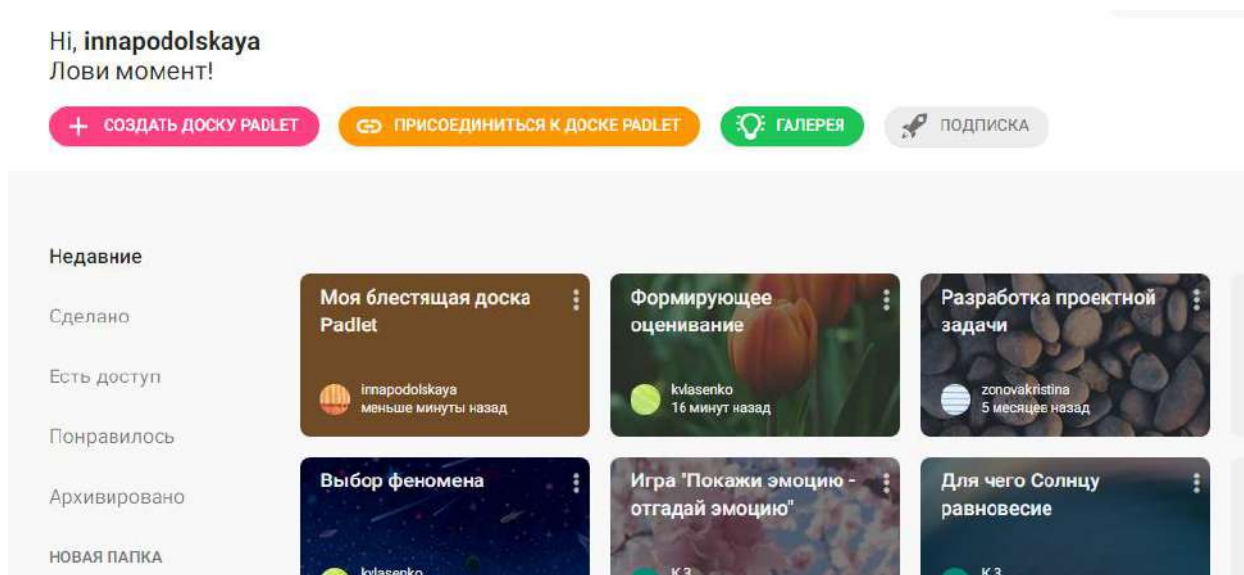 Hi, innapodolskaya
Лови момент!
СОЗДАТЬ ДОСКУ PADLET
ПРИСОЕДИНИТЬСЯ К ДОСКЕ PADLET
ГАЛЕРЕЯ
ПОДПИСКА
Недавние
Сделано
Есть доступ
Понравилось
Архивировано
НОВАЯ ПАПКА
Моя блестящая доска
Padlet
innapodolskaya
меньше минуты назад
Формирующее
оценивание
kvlasenko
16 минут назад
Разработка проектной
задачи
zonovakristina
5 месяцев назад
Выбор феномена
kvlasenko
Игра "Покажи эмоцию -
отгадай эмоцию"
К З
Для чего Солнцу
равновесие
К З